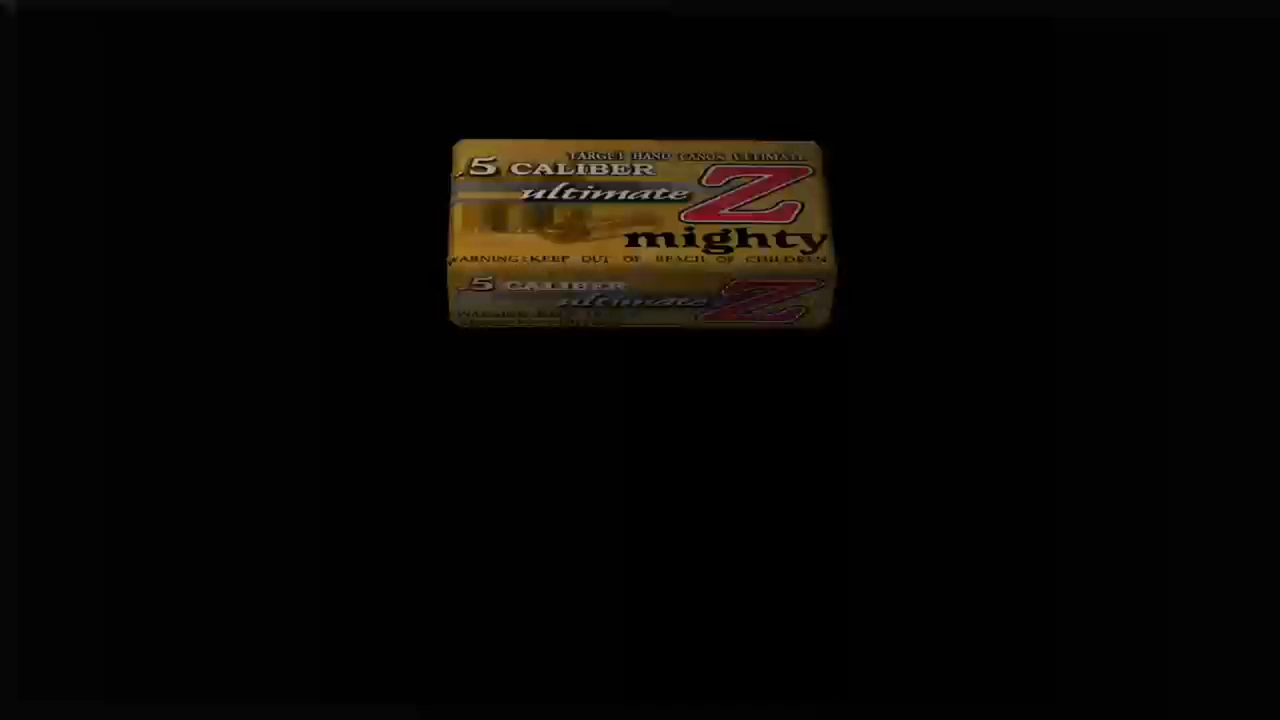 TARGET HAND CANON ULTIMATE
.5 CALIBER
ultimate
Z
mighty
WARNING:KEEP OUT OF REACH OF CHILDREN
.5 CALIBER
ultimate
Z